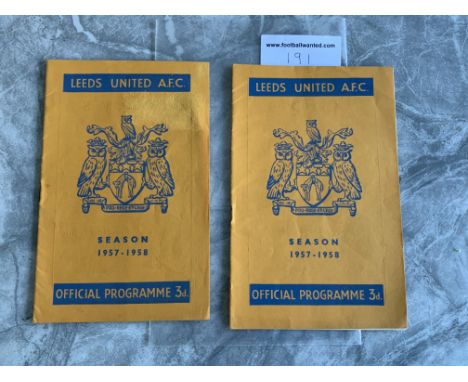 www.footballwanted.com
191
LEEDS UNITED A.F.C.
SEASON
1957-1958
OFFICIAL PROGRAMME 3d.
LEEDS UNITED A.F.C.
SEASON
1957-1958
OFFICIAL PROGRAMME 3d.